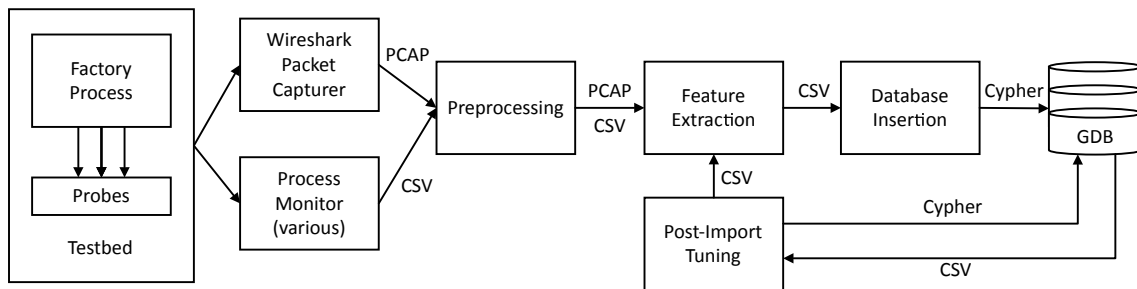 Factory
Process
Probes
Testbed
Wireshark
Packet
Capturer
PCAP
Process
Monitor
(various)
CSV
Preprocessing
PCAP
CSV
Feature
Extraction
CSV
Database
Insertion
Cypher
GDB
CSV
Post-Import
Tuning
Cypher
CSV